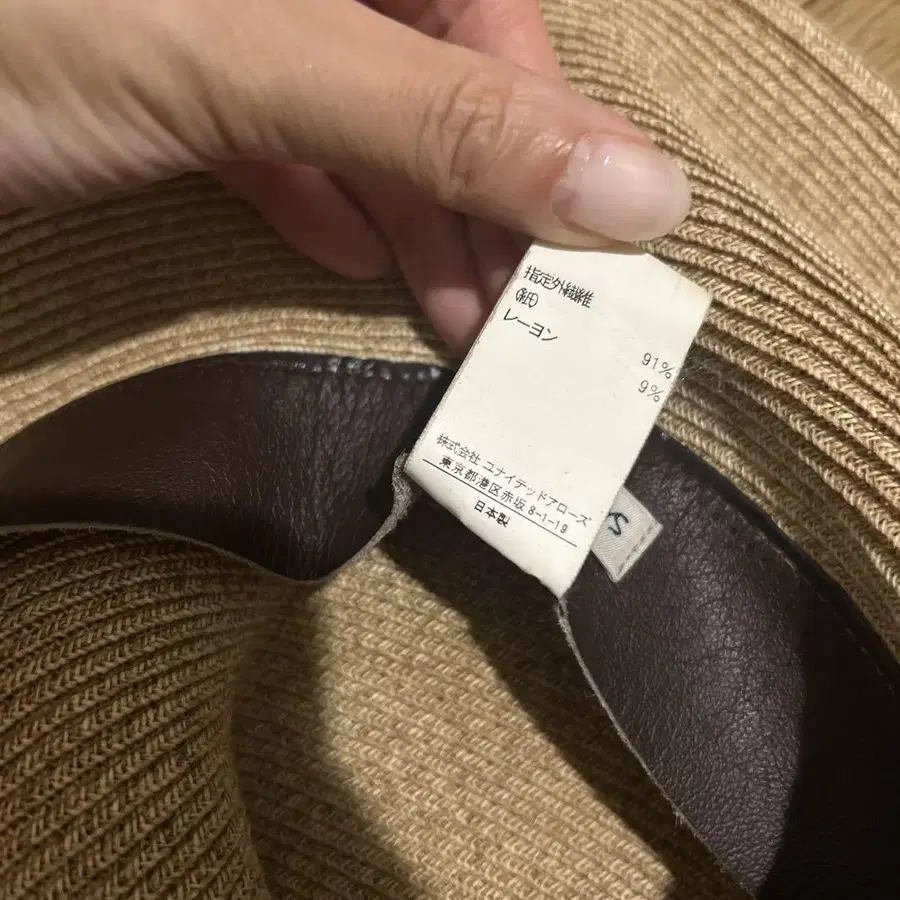 指定外繊維
(紙)
レーヨン
91%
9%
株式会社 ユナイテッドアローズ
東京都港区赤坂 8-1-19
日本製
S